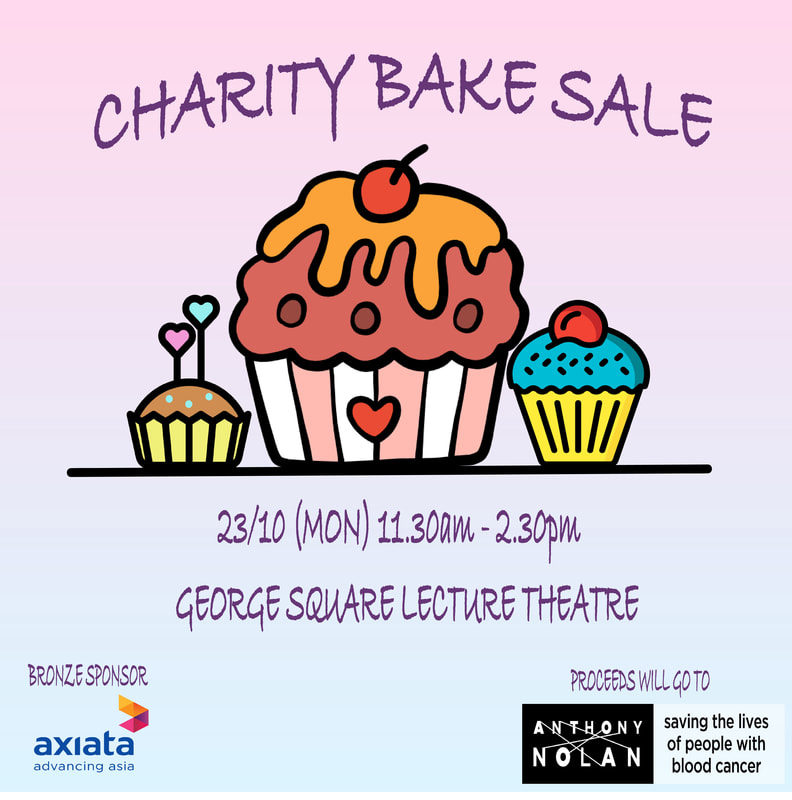 CHARITY BAKE SALE
23/10 (MON) 11.30am - 2.30pm
GEORGE SQUARE LECTURE THEATRE
BRONZE SPONSOR
axiata
advancing asia
PROCEEDS WILL GO TO
ANTHONY
NOLAN
saving the lives
of people with
blood cancer